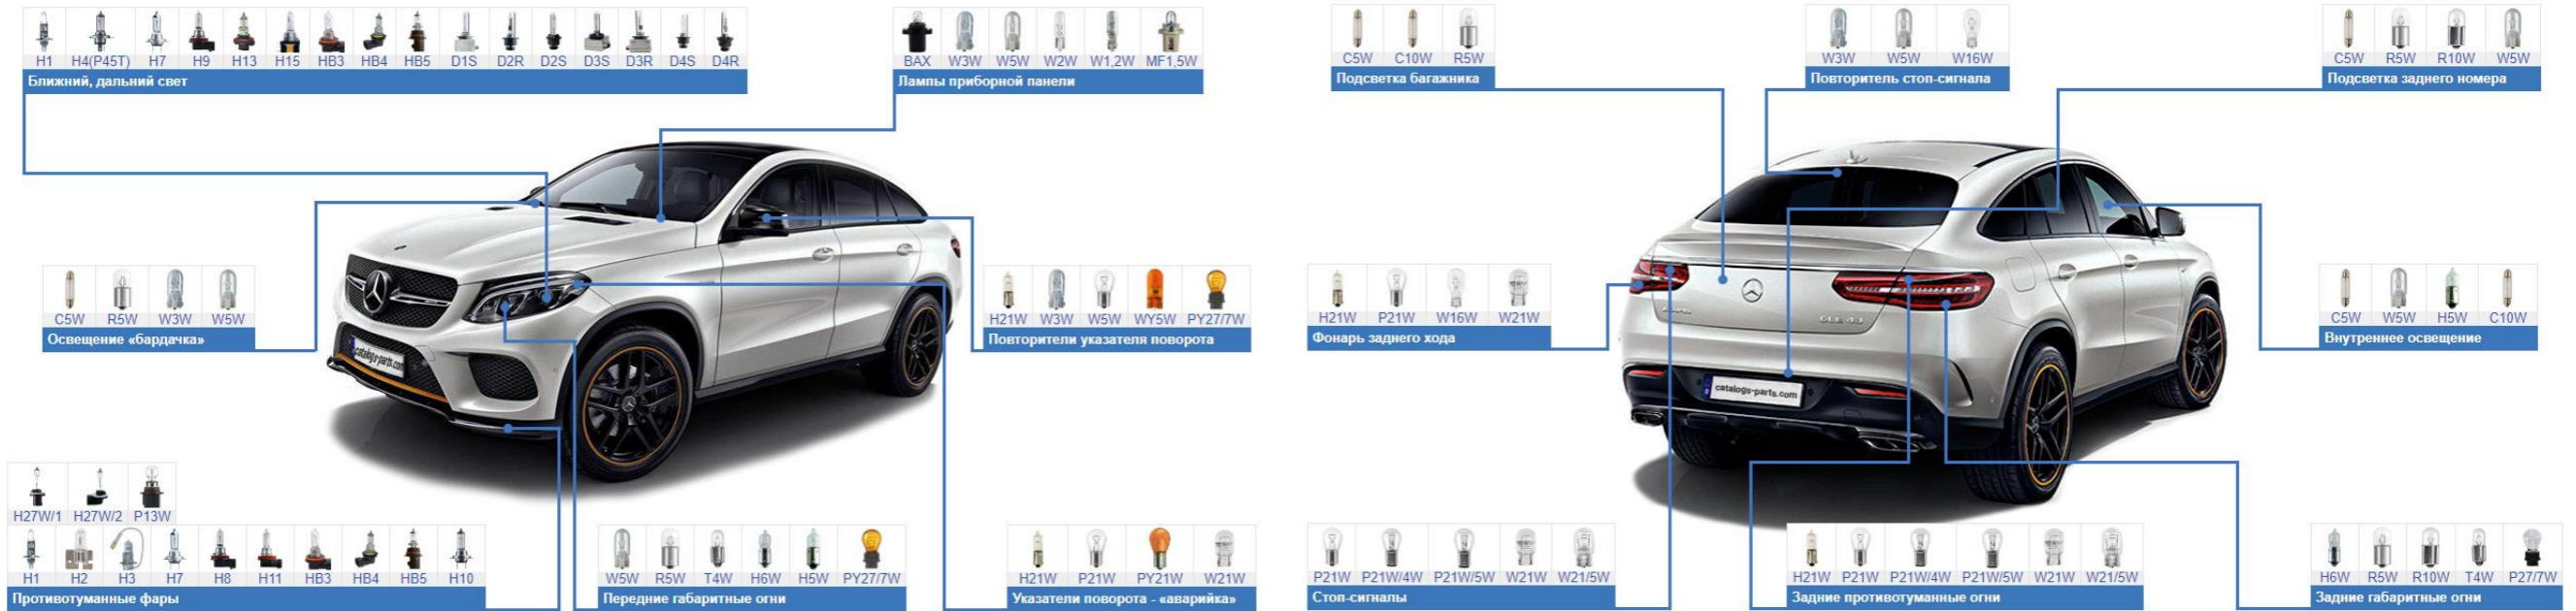 H1 H4(P45T) H7 H9 H13 H15 HB3 HB4 HB5 D1S D2R D2S D3S D3R D4S D4R
Ближний, дальний свет
BAX W3W W5W W2W W1,2W MF1,5W
Лампы приборной панели
C5W R5W W3W W5W
Освещение «бардачка»
H21W W3W W5W WY5W PY27/7W
Повторители указателя поворота
catalogs-parts.com
H27W/1 H27W/2 P13W
H1 H2 H3 H7 H8 H11 HB3 HB4 HB5 H10
Противотуманные фары
W5W R5W T4W H6W H5W PY27/7W
Передние габаритные огни
H21W P21W PY21W W21W
Указатели поворота - «аварийка»
C5W C10W R5W
Подсветка багажника
W3W W5W W16W
Повторитель стоп-сигнала
C5W R5W R10W W5W
Подсветка заднего номера
H21W P21W W16W W21W
Фонарь заднего хода
C5W W5W H5W C10W
Внутреннее освещение
GLE 43
catalogs-parts.com
P21W P21W/4W P21W/5W W21W W21/5W
Стоп-сигналы
H21W P21W P21W/4W P21W/5W W21W W21/5W
Задние противотуманные огни
H6W R5W R10W T4W P27/7W
Задние габаритные огни